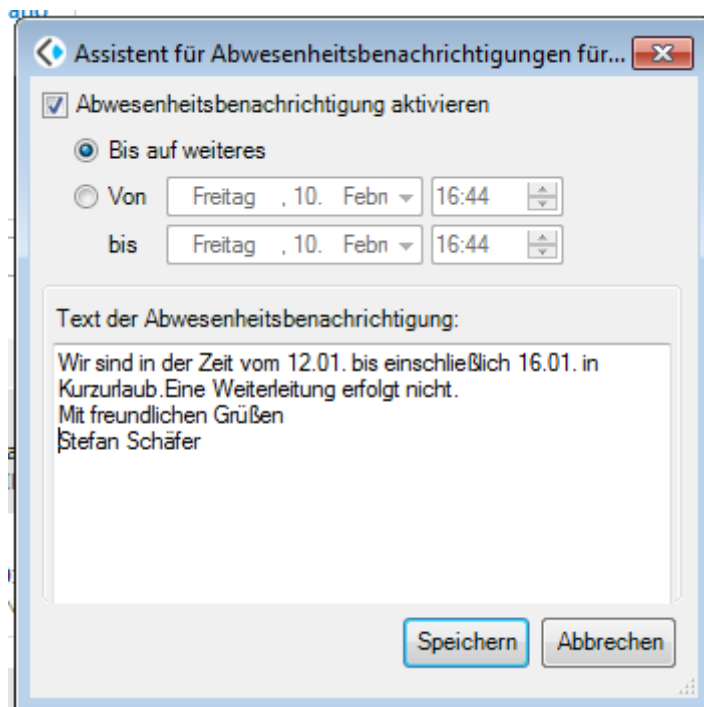 Assistent für Abwesenheitsbenachrichtigungen für...
Abwesenheitsbenachrichtigung aktivieren
Bis auf weiteres
Von Freitag , 10. Febr 16:44
bis Freitag , 10. Febr 16:44
Text der Abwesenheitsbenachrichtigung:
Wir sind in der Zeit vom 12.01. bis einschließlich 16.01. in
Kurzurlaub.Eine Weiterleitung erfolgt nicht.
Mit freundlichen Grüßen
Stefan Schäfer
Speichern Abbrechen